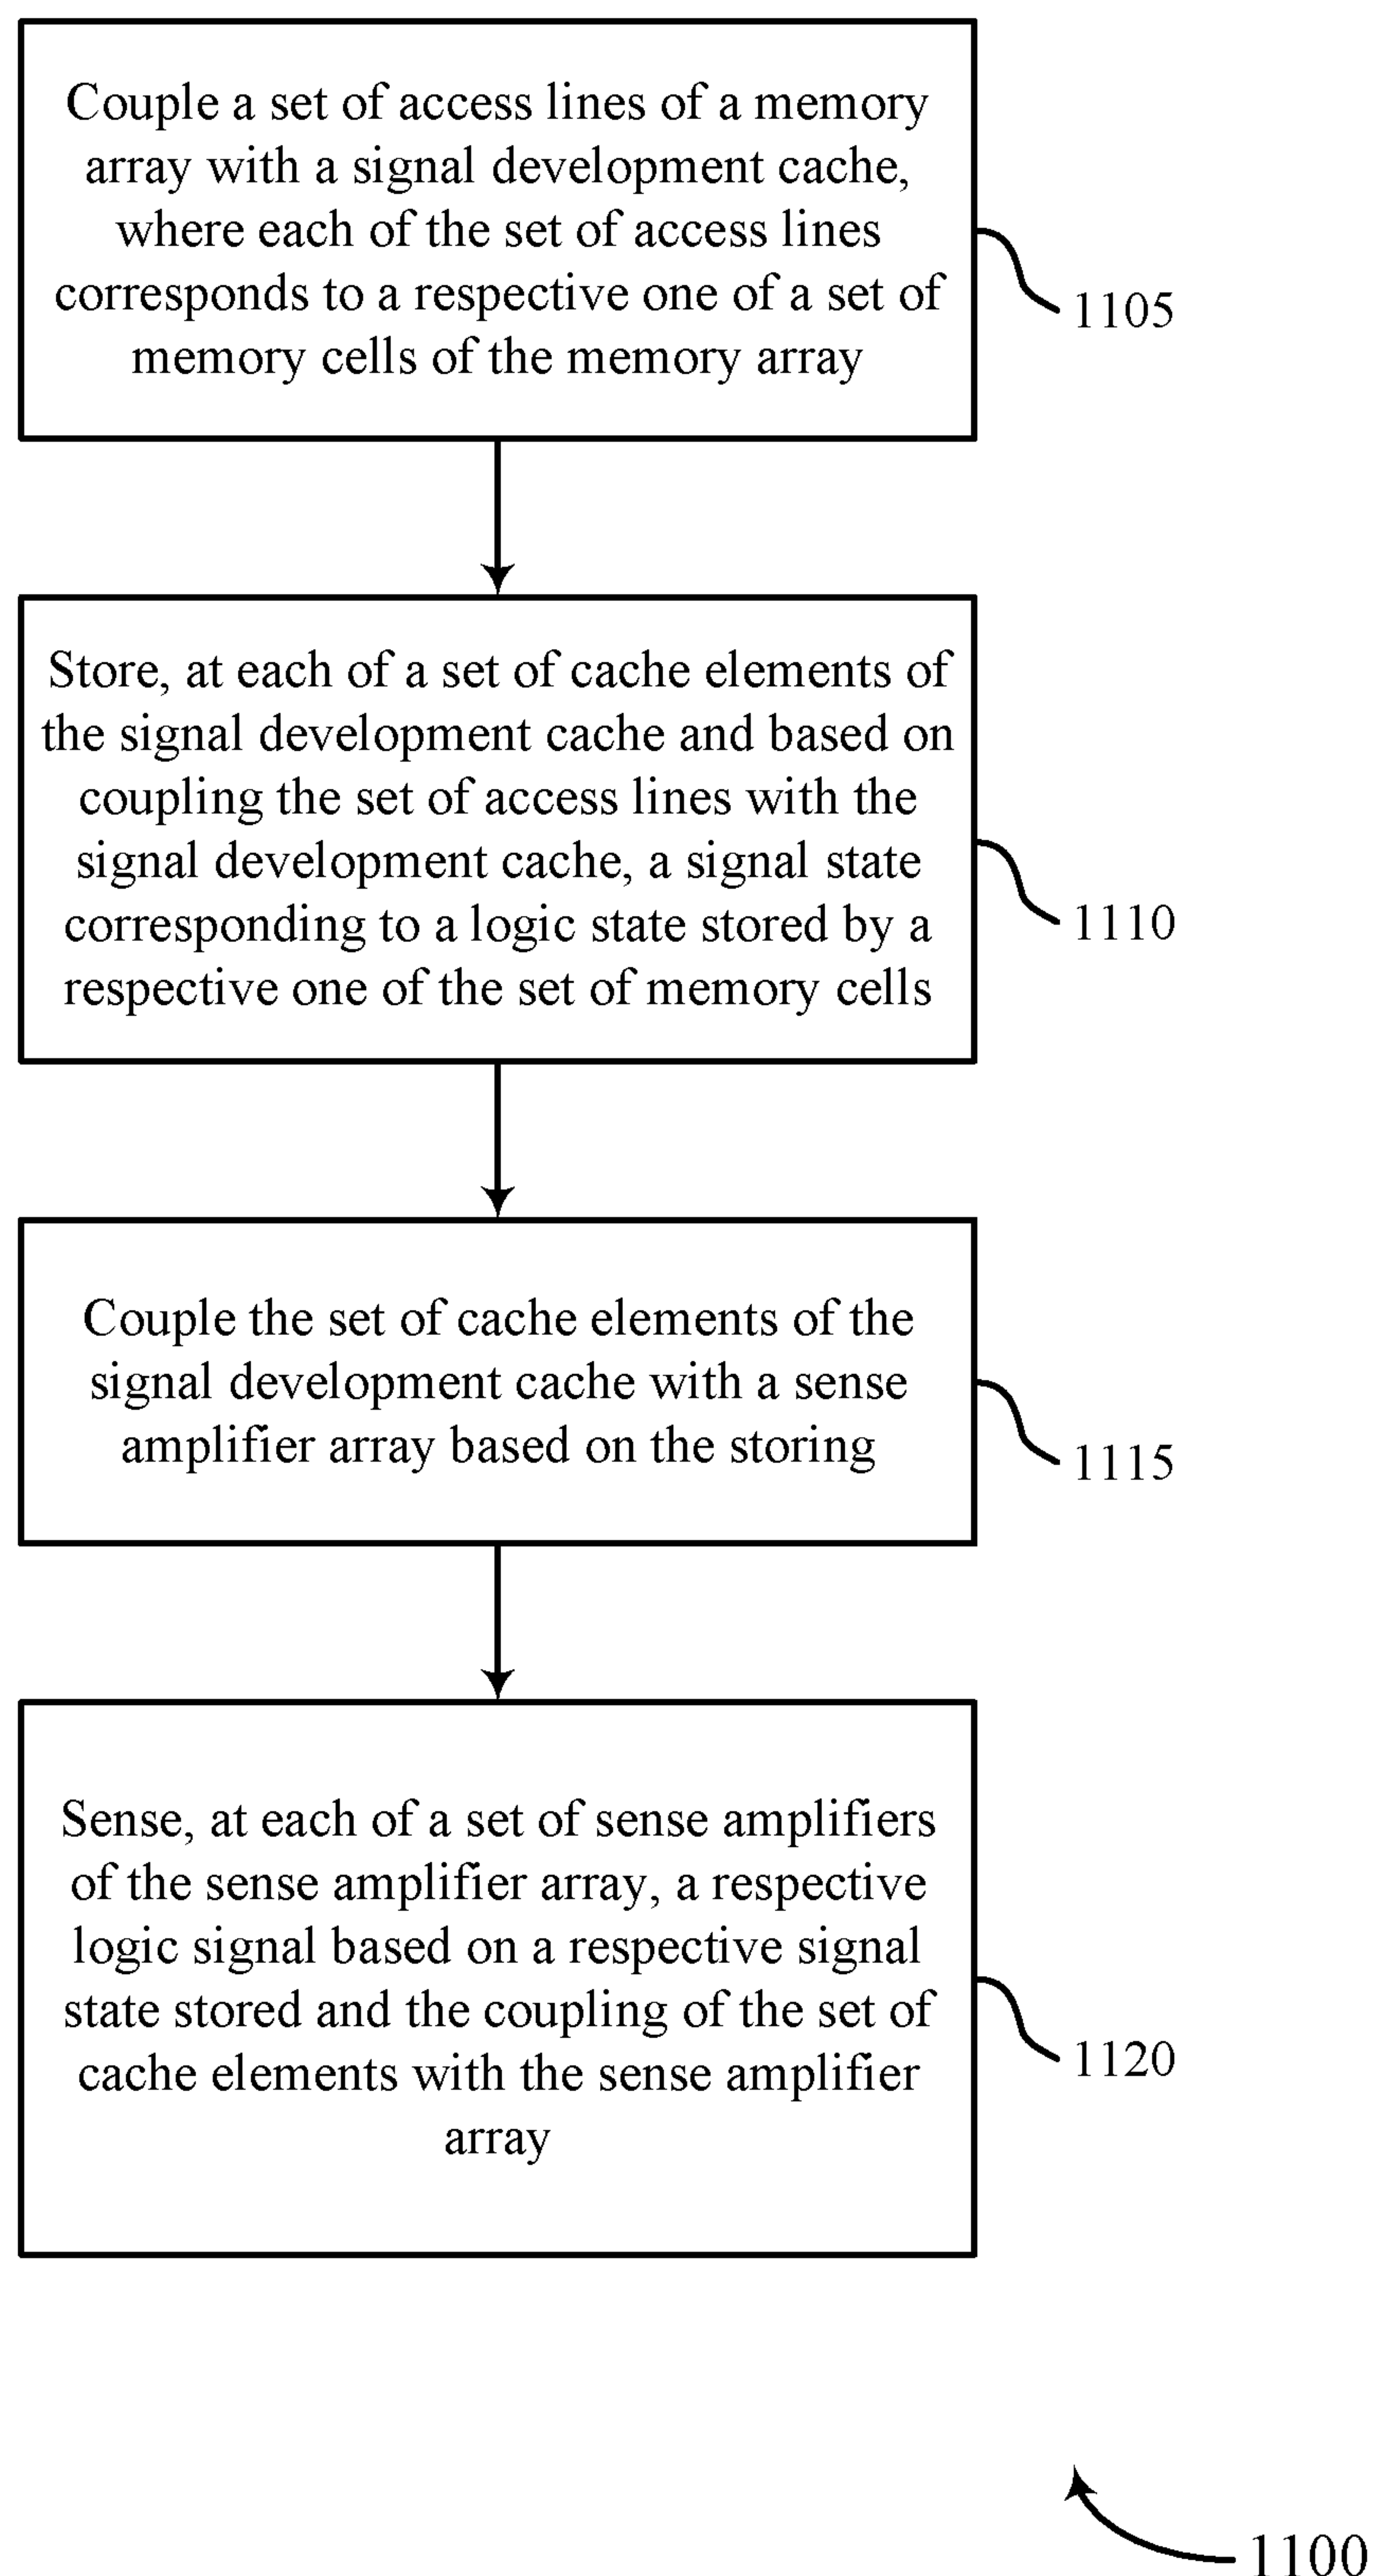 Couple a set of access lines of a memory
array with a signal development cache,
where each of the set of access lines
corresponds to a respective one of a set of
memory cells of the memory array
1105
Store, at each of a set of cache elements of
the signal development cache and based on
coupling the set of access lines with the
signal development cache, a signal state
corresponding to a logic state stored by a
respective one of the set of memory cells
1110
Couple the set of cache elements of the
signal development cache with a sense
amplifier array based on the storing
1115
Sense, at each of a set of sense amplifiers
of the sense amplifier array, a respective
logic signal based on a respective signal
state stored and the coupling of the set of
cache elements with the sense amplifier
array
1120
1100